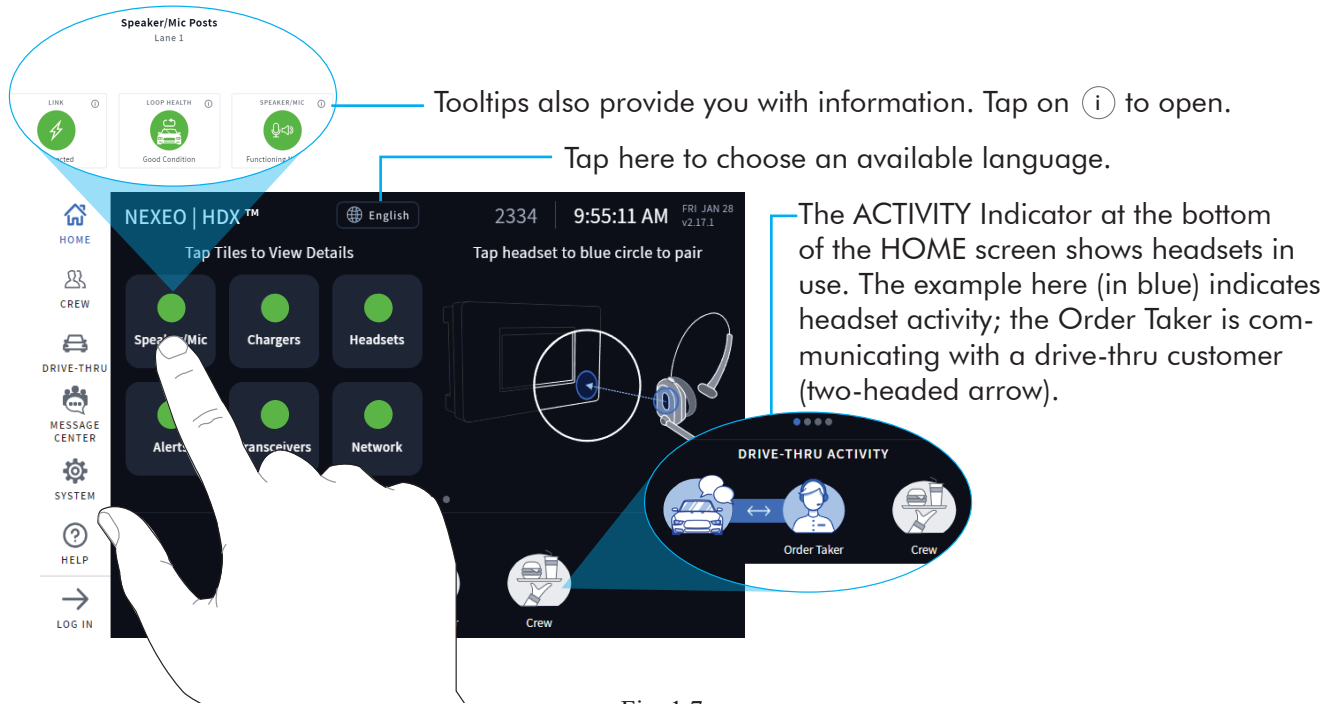 Speaker/Mic Posts
Lane 1
LINK
LOOP HEALTH
SPEAKER/MIC
Good Condition
Functioning
Tooltips also provide you with information. Tap on i to open.
Tap here to choose an available language.
NEXEO | HDX™
English
2334
9:55:11 AM
FRI JAN 28
v2.17.1
Tap Tiles to View Details
Tap headset to blue circle to pair
HOME
CREW
DRIVE-THRU
MESSAGE
CENTER
SYSTEM
HELP
LOG IN
Chargers
Headsets
Network
Crew
The ACTIVITY Indicator at the bottom
of the HOME screen shows headsets in
use. The example here (in blue) indicates
headset activity; the Order Taker is com-
municating with a drive-thru customer
(two-headed arrow).
DRIVE-THRU ACTIVITY
Order Taker
Crew